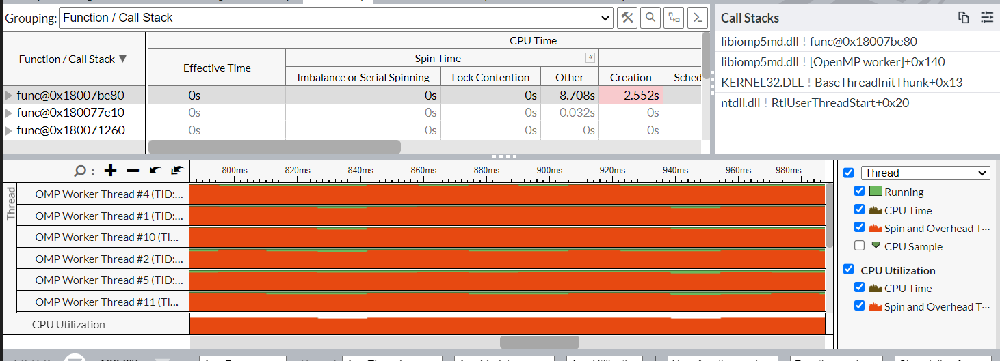 Grouping: Function / Call Stack
Call Stacks
CPU Time
Function / Call Stack
Effective Time
Spin Time
Imbalance or Serial Spinning Lock Contention Other Creation Sched
func@0x18007be80 0s 0s 0s 8.708s 2.552s
func@0x180077e10 0s 0s 0s 0.032s 0s
func@0x180071260 0s 0s 0s 0s 0s
libiomp5md.dll ! func@0x18007be80
libiomp5md.dll ! [OpenMP worker]+0x140
KERNEL32.DLL ! BaseThreadInitThunk+0x13
ntdll.dll ! RtlUserThreadStart+0x20
: 800ms 820ms 840ms 860ms 880ms 900ms 920ms 940ms 960ms 980ms
Thread
OMP Worker Thread #4 (TID:...
OMP Worker Thread #1 (TID:...
OMP Worker Thread #10 (TI...
OMP Worker Thread #2 (TID:...
OMP Worker Thread #5 (TID:...
OMP Worker Thread #11 (TI...
CPU Utilization
Thread
Running
CPU Time
Spin and Overhead T...
CPU Sample
CPU Utilization
CPU Time
Spin and Overhead T...